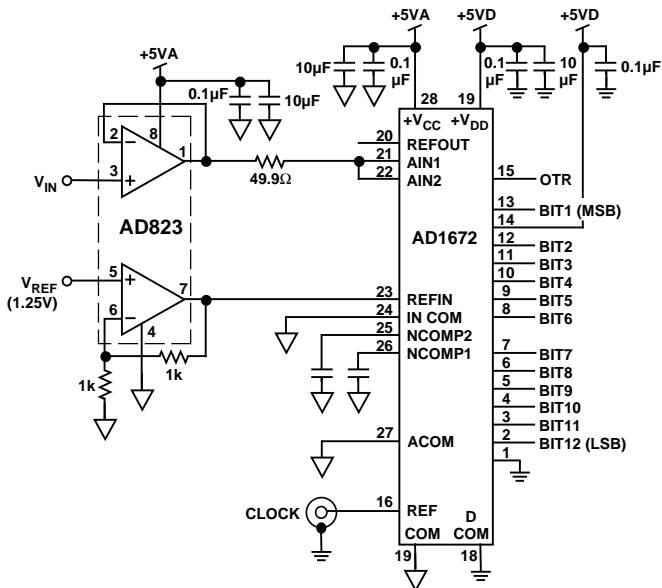 +5VA
+5VD
+5VD
+5VA
10µF
0.1
µF
0.1
µF
10
µF
0.1µF
0.1µF
10µF
28
19
+VCC
+VDD
20
REFOUT
2
8
1
21
AIN1
3
49.9Ω
22
AIN2
VIN
15
OTR
13
BIT1 (MSB)
14
AD823
AD1672
12
BIT2
11
BIT3
10
BIT4
9
BIT5
8
BIT6
VREF
(1.25V)
5
7
6
4
23
REFIN
24
IN COM
25
NCOMP2
26
NCOMP1
1k
1k
7
BIT7
6
BIT8
5
BIT9
4
BIT10
3
BIT11
2
BIT12 (LSB)
1
27
ACOM
CLOCK
16
REF
COM
D
COM
19
18